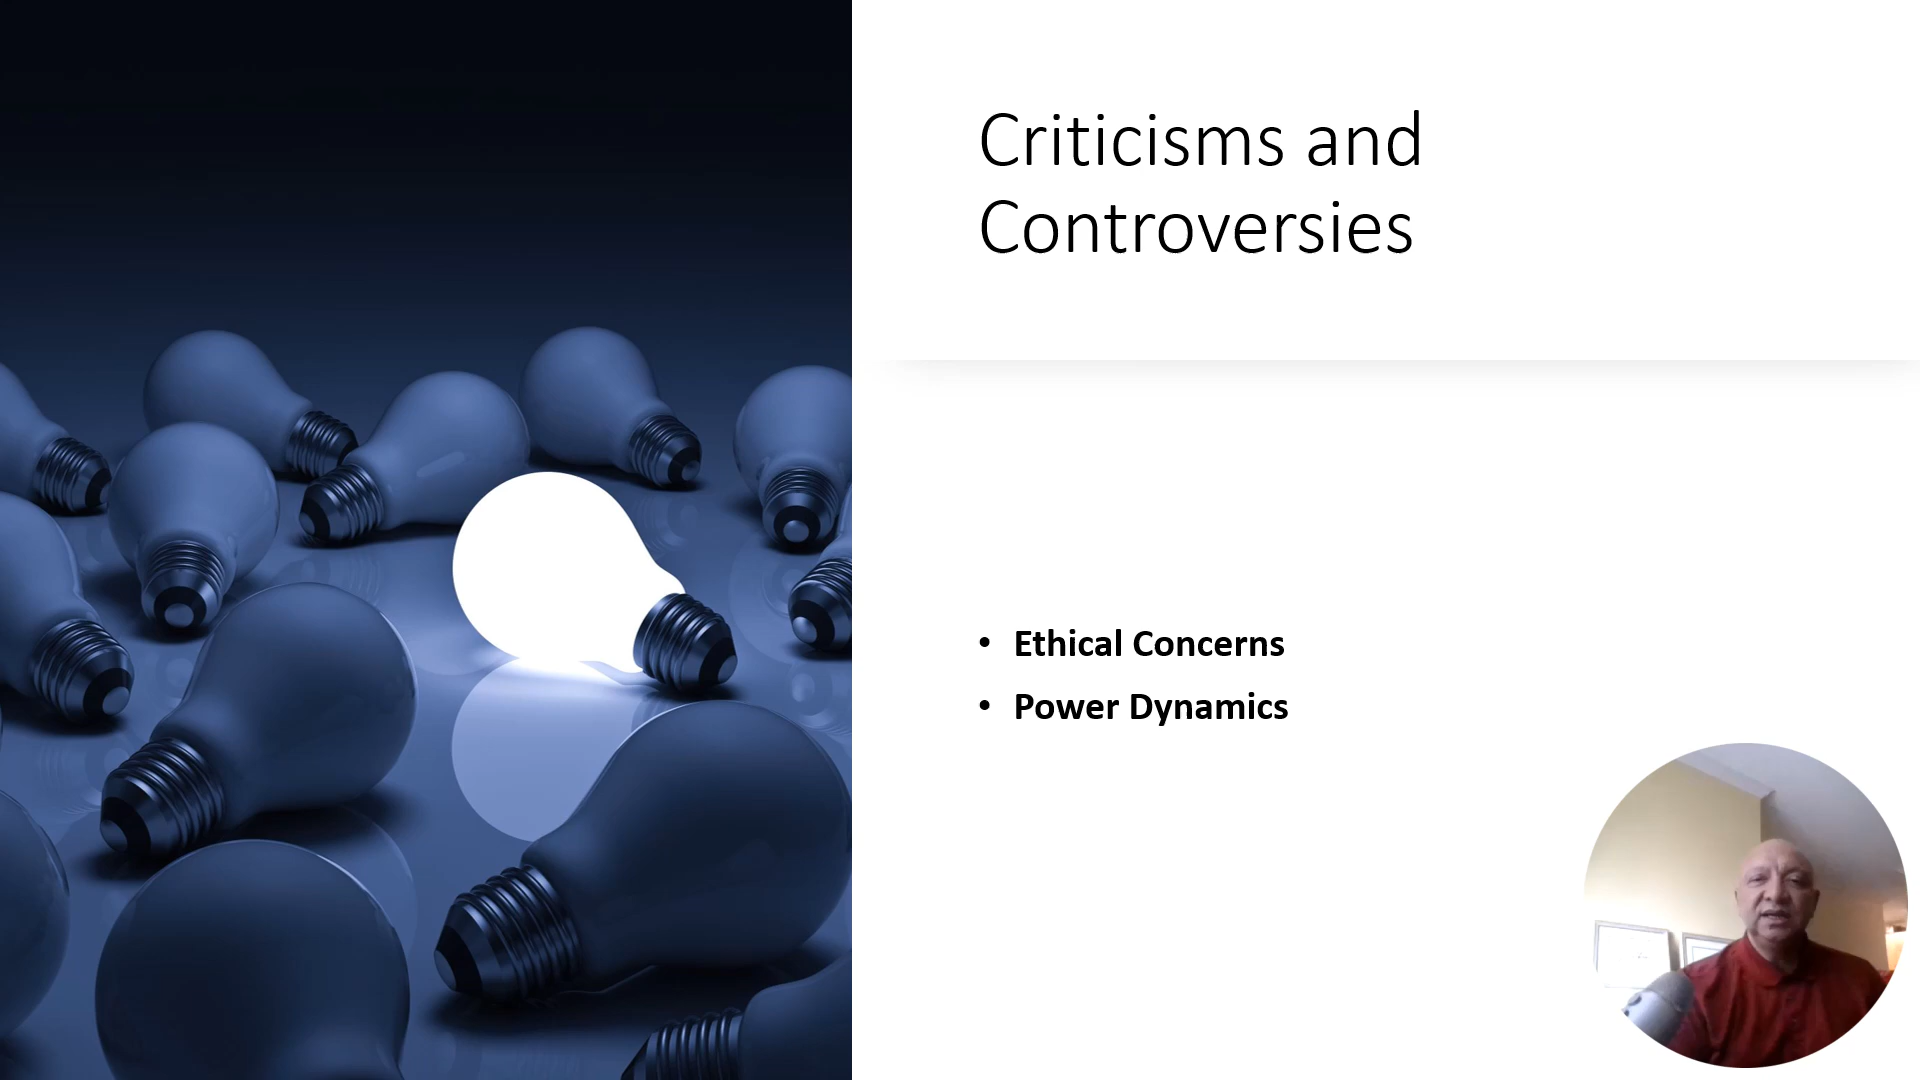 Criticisms and
Controversies
• Ethical Concerns
• Power Dynamics